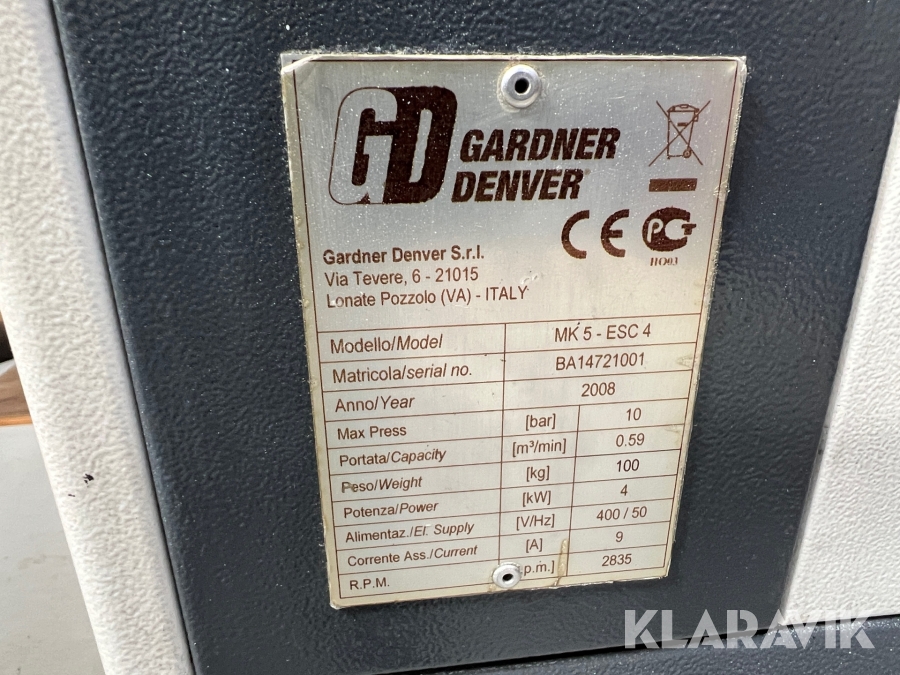 GD GARDNER
DENVER
CE PCT
ME03
Gardner Denver S.r.l.
Via Tevere, 6 - 21015
Lonate Pozzolo (VA) - ITALY
Modello/Model MK 5 - ESC 4
Matricola/serial no. BA14721001
Anno/Year 2008
Max Press [bar] 10
Portata/Capacity [m³/min] 0.59
Peso/Weight [kg] 100
Potenza/Power [kW] 4
Alimentaz./El. Supply [V/Hz] 400 / 50
Corrente Ass./Current [A] 9
R.P.M. .p.m.] 2835
KLARAVIK